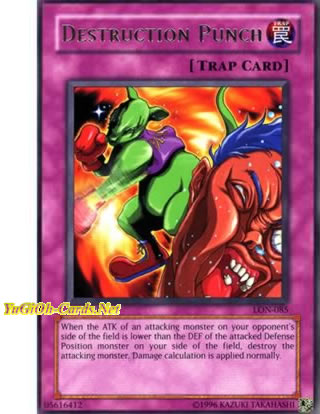 DESTRUCTION PUNCH
TRAP
罠
[ TRAP CARD ]
YuGiOh-Cards.Net
LON-085
When the ATK of an attacking monster on your opponent's
side of the field is lower than the DEF of the attacked Defense
Position monster on your side of the field, destroy the
attacking monster. Damage calculation is applied normally.
05616412
©1996 KAZUKI TAKAHASHI